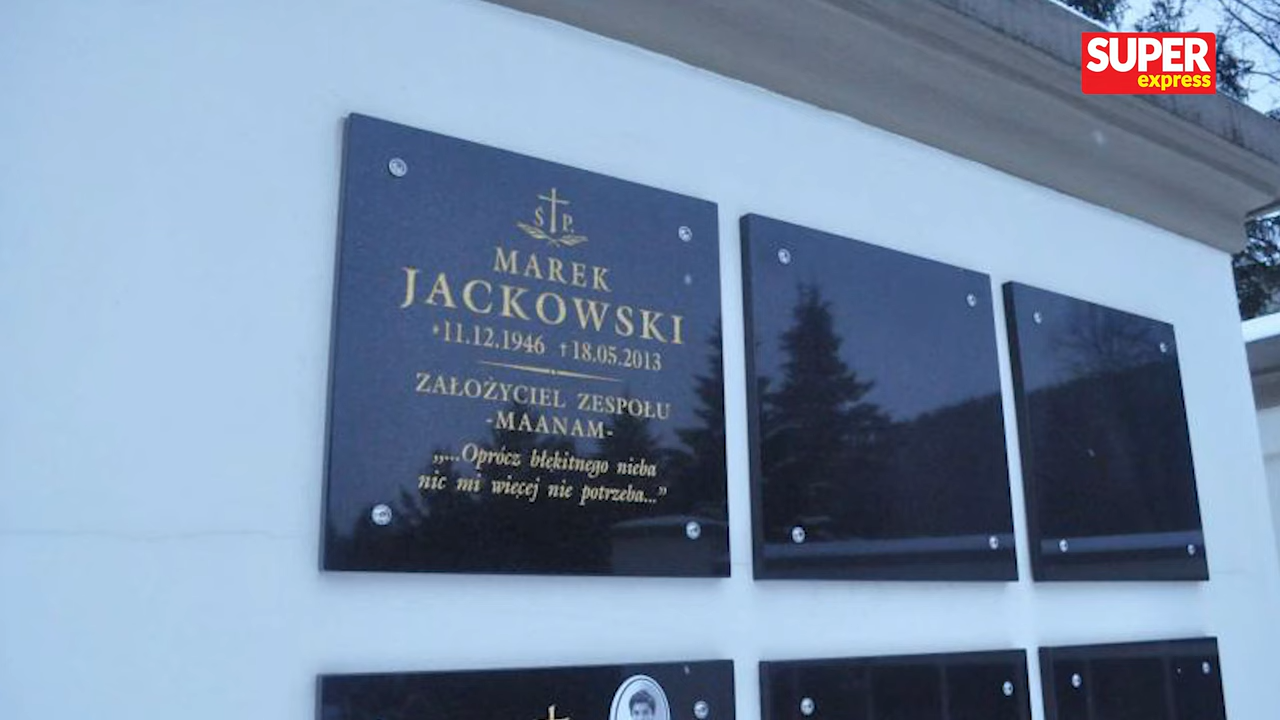 SUPER
express
Ś P.
MAREK
JACKOWSKI
*11.12.1946 †18.05.2013
ZAŁOŻYCIEL ZESPOŁU
-MAANAM-
„...Oprócz błękitnego nieba
nic mi więcej nie potrzeba...”